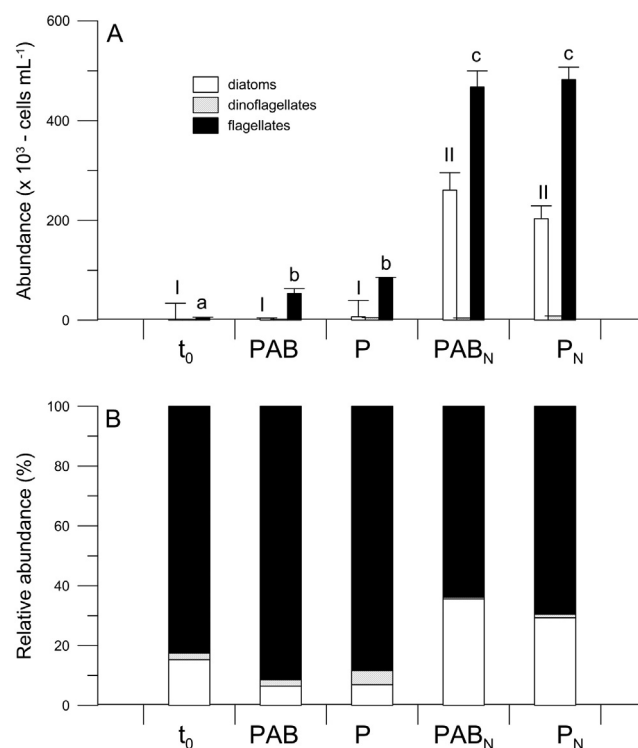 A
Abundance (x 10³ - cells mL⁻¹)
600
400
200
0
diatoms
dinoflagellates
flagellates
I
a
I
b
I
b
II
c
II
c
t₀ PAB P PAB_N P_N
B
Relative abundance (%)
100
80
60
40
20
0
t₀ PAB P PAB_N P_N